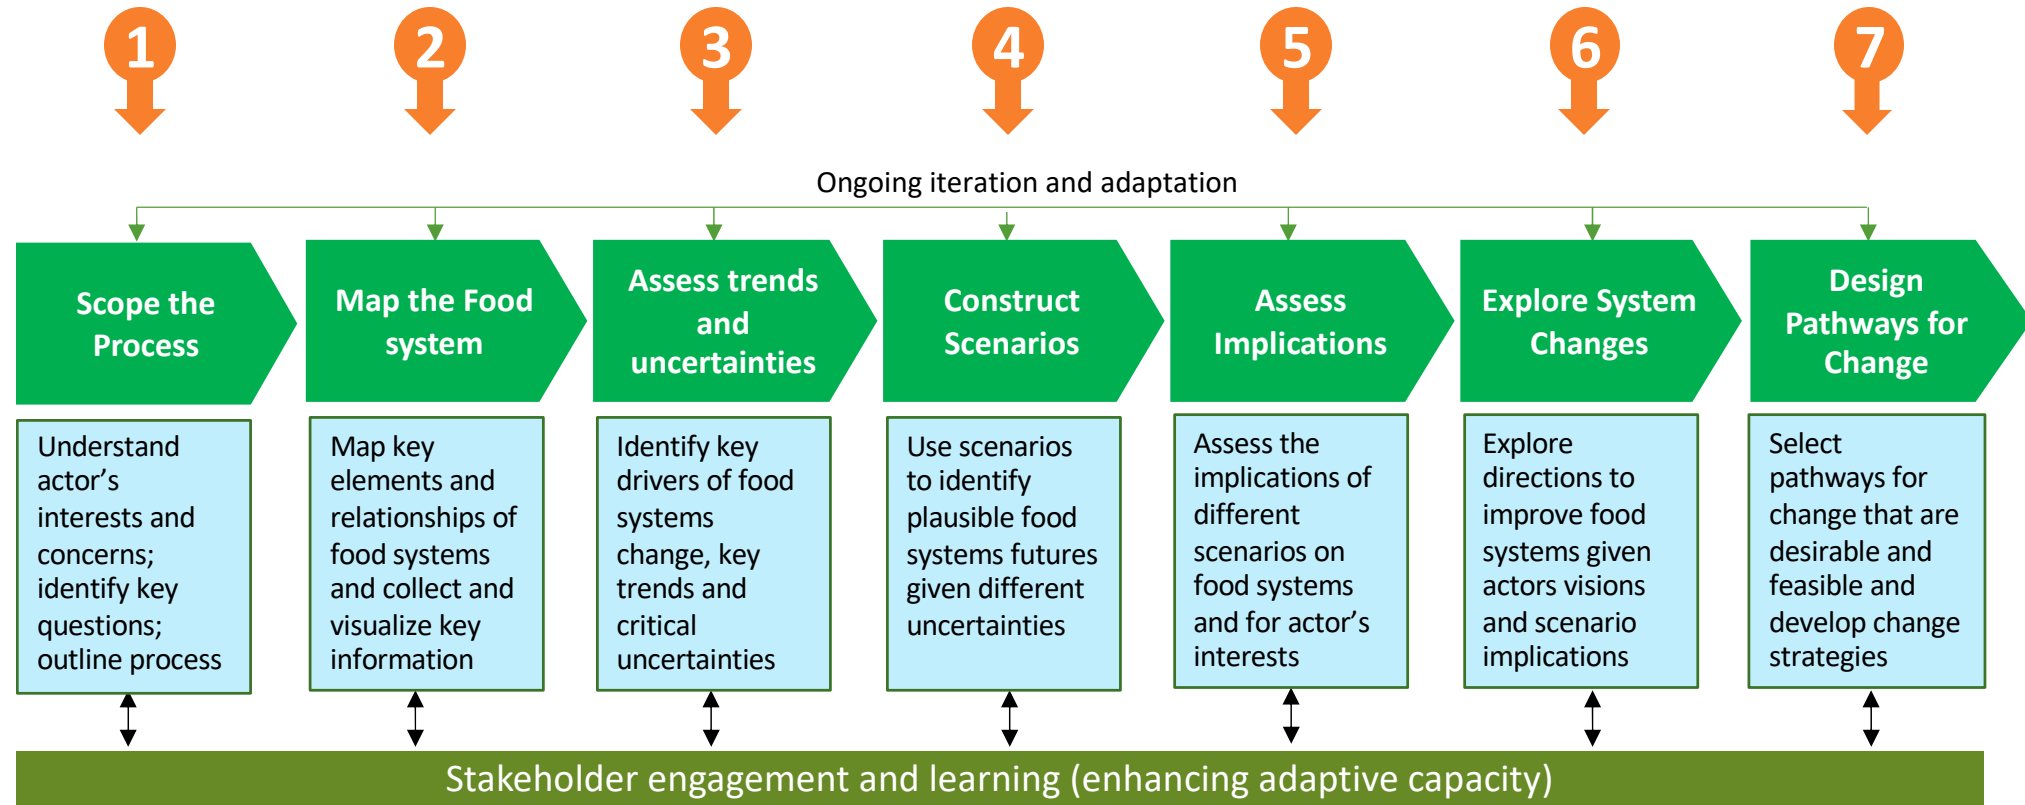 1
2
3
4
5
6
7
Ongoing iteration and adaptation
Scope the
Process
Map the Food
system
Assess trends
and
uncertainties
Construct
Scenarios
Assess
Implications
Explore System
Changes
Design
Pathways for
Change
Understand
actor's
interests and
concerns;
identify key
questions;
outline process
Map key
elements and
relationships of
food systems
and collect and
visualize key
information
Identify key
drivers of food
systems
change, key
trends and
critical
uncertainties
Use scenarios
to identify
plausible food
systems futures
given different
uncertainties
Assess the
implications of
different
scenarios on
food systems
and for actor's
interests
Explore
directions to
improve food
systems given
actors visions
and scenario
implications
Select
pathways for
change that are
desirable and
feasible and
develop change
strategies
Stakeholder engagement and learning (enhancing adaptive capacity)